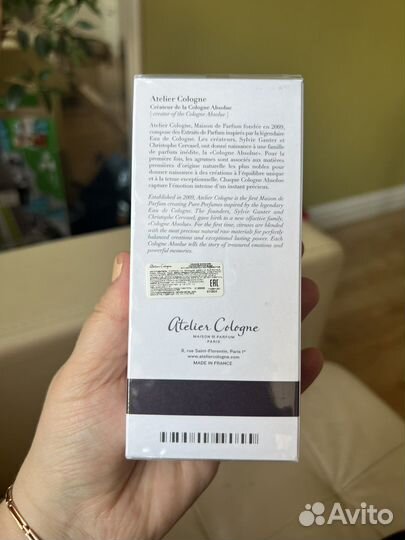 Atelier Cologne
Créateur de la Cologne Absolue
[ creator of the Cologne Absolue ]
Atelier Cologne, Maison de Parfum fondée en 2009,
compose des Extraits de Parfum inspirés par la légendaire
Eau de Cologne. Les créateurs, Sylvie Ganter et
Christophe Cervasel, ont donné naissance à une famille
de parfum inédite, la «Cologne Absolue». Pour la
première fois, les agrumes sont associés aux matières
premières d'origine naturelle les plus nobles pour
donner naissance à des créations à l'équilibre unique
et à la tenue exceptionnelle. Chaque Cologne Absolue
capture l'émotion intense d'un instant précieux.
Established in 2009, Atelier Cologne is the first Maison de
Parfum creating Pure Perfumes inspired by the legendary
Eau de Cologne. The founders, Sylvie Ganter and
Christophe Cervasel, gave birth to a new olfactive family,
«Cologne Absolue». For the first time, citruses are blended
with the most precious natural raw materials for perfectly
balanced creations and exceptional lasting power. Each
Cologne Absolue tells the story of treasured emotions and
powerful memories.
EAC
Atelier Cologne
MAISON DE PARFUM
PARIS
8, rue Saint-Florentin, Paris Iᵉ
www.ateliercologne.com
MADE IN FRANCE
Avito